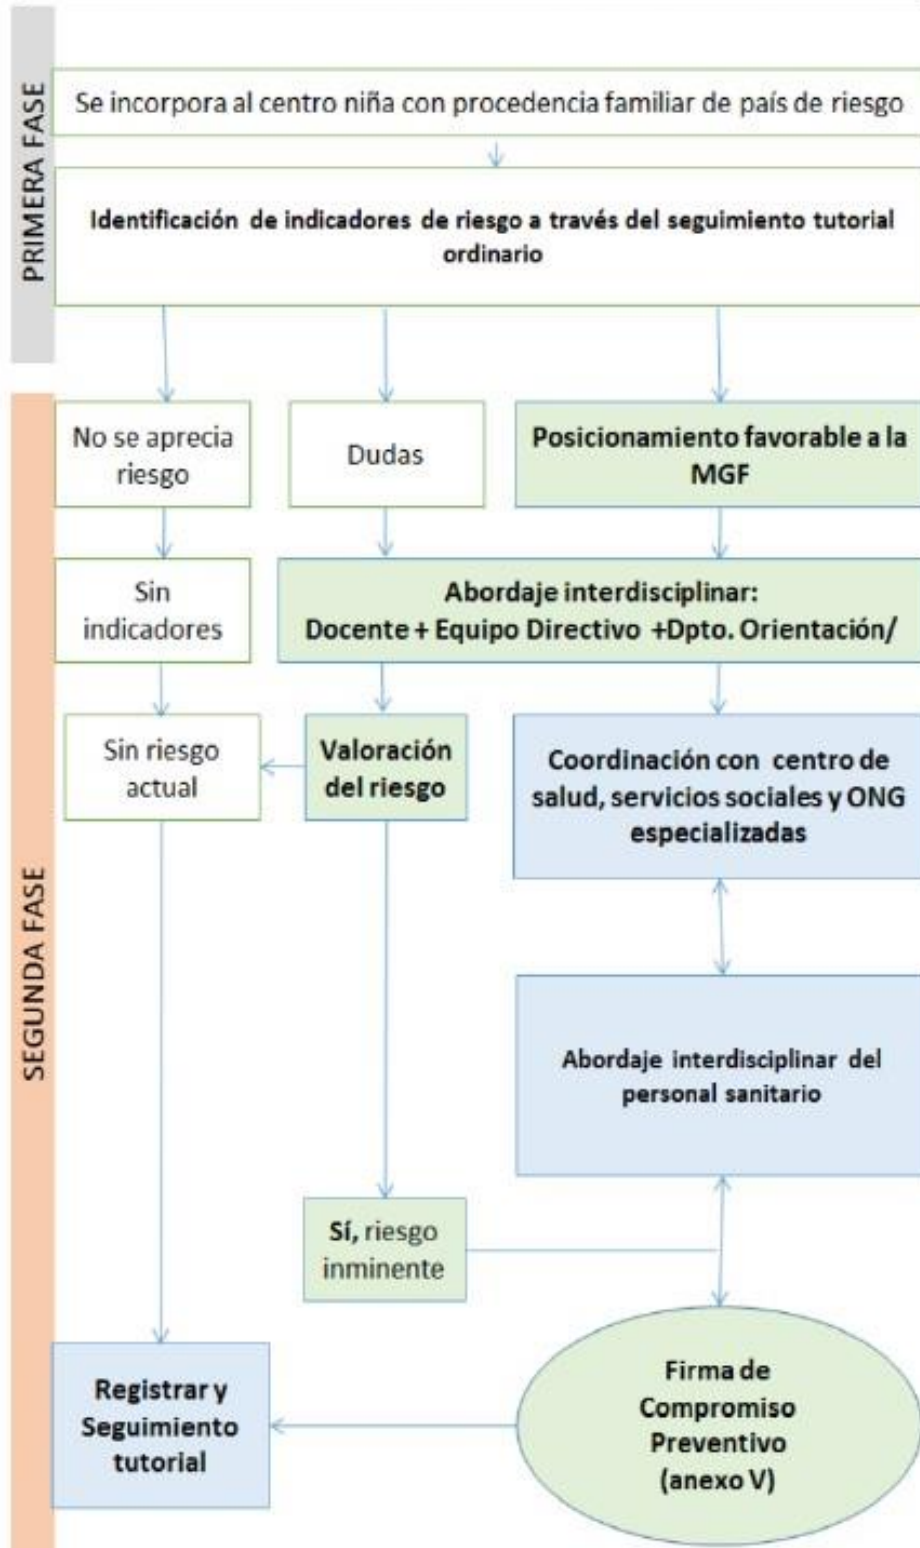 PRIMERA FASE
Se incorpora al centro niña con procedencia familiar de país de riesgo
Identificación de indicadores de riesgo a través del seguimiento tutorial
ordinario
SEGUNDA FASE
No se aprecia
riesgo
Dudas
Posicionamiento favorable a la
MGF
Sin
indicadores
Abordaje interdisciplinar:
Docente + Equipo Directivo +Dpto. Orientación/
Sin riesgo
actual
Valoración
del riesgo
Coordinación con centro de
salud, servicios sociales y ONG
especializadas
Abordaje interdisciplinar del
personal sanitario
Sí, riesgo
inminente
Registrar y
Seguimiento
tutorial
Firma de
Compromiso
Preventivo
(anexo V)